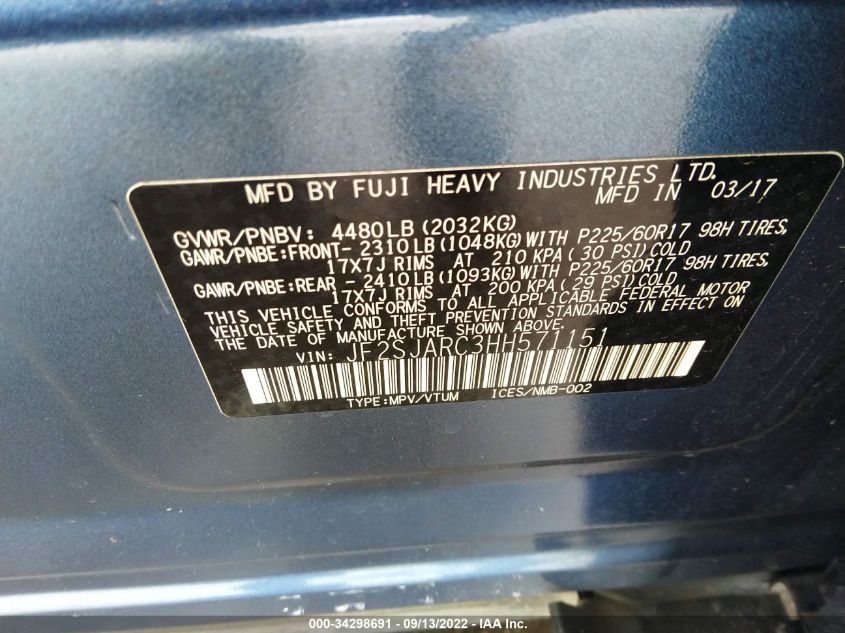 MFD BY FUJI HEAVY INDUSTRIES LTD.
MFD IN 03/17
GVWR/PNBV: 4480LB(2032KG)
GAWR/PNBE:FRONT- 2310LB(1048KG)WITH P225/60R17 98H TIRES,
17X7J RIMS AT 210 KPA(30 PSI)COLD
GAWR/PNBE:REAR - 2410LB(1093KG)WITH P225/60R17 98H TIRES,
17X7J RIMS AT 200 KPA(29 PSI)COLD
THIS VEHICLE CONFORMS TO ALL APPLICABLE FEDERAL MOTOR
VEHICLE SAFETY AND THEFT PREVENTION STANDARDS IN EFFECT ON
THE DATE OF MANUFACTURE SHOWN ABOVE.
VIN: JF2SJARC3HH571151
TYPE:MPV/VTUM ICES/NMB-002
000-34298691 - 09/13/2022 - IAA Inc.